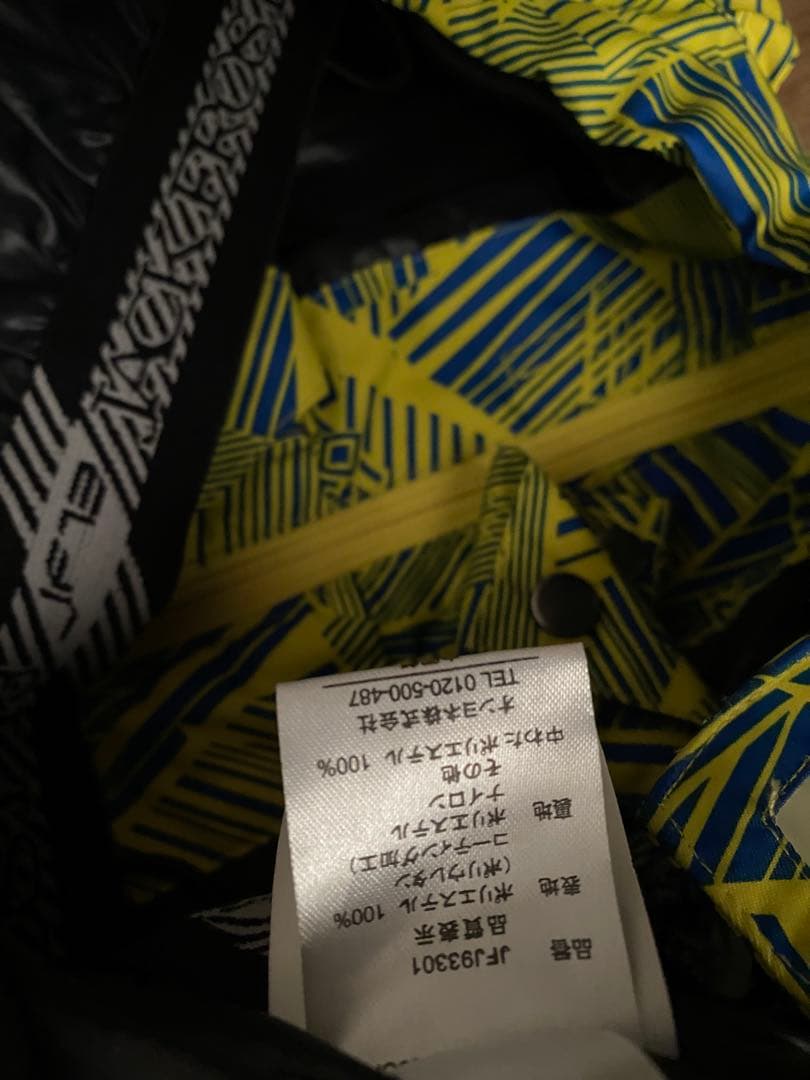 品番 JFJ93301
品質表示
表地 ポリエステル 100%
(ポリウレタン
コーティング加工)
裏地 ポリエステル
ナイロン
その他
中わた ポリエステル 100%
オンヨネ株式会社
TEL 0120-500-487